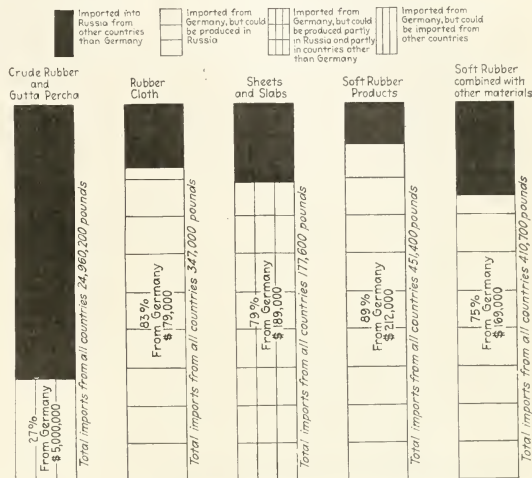 Imported into
Russia from
other countries
than Germany
Imported from
Germany, but could
be produced in
Russia
Imported from
Germany, but could
be produced partly
in Russia and partly
in countries other
than Germany
Imported from
Germany, but could
be imported from
other countries
Crude Rubber
and
Gutta Percha
27%
From Germany
$5,000,000
Total imports from all countries 24,960,200 pounds
Rubber
Cloth
83%
From Germany
$179,000
Total imports from all countries 347,000 pounds
Sheets
and Slabs
79%
From Germany
$189,000
Total imports from all countries 177,600 pounds
Soft Rubber
Products
89%
From Germany
$212,000
Total imports from all countries 451,400 pounds
Soft Rubber
combined with
other materials
75%
From Germany
$169,000
Total imports from all countries 410,700 pounds